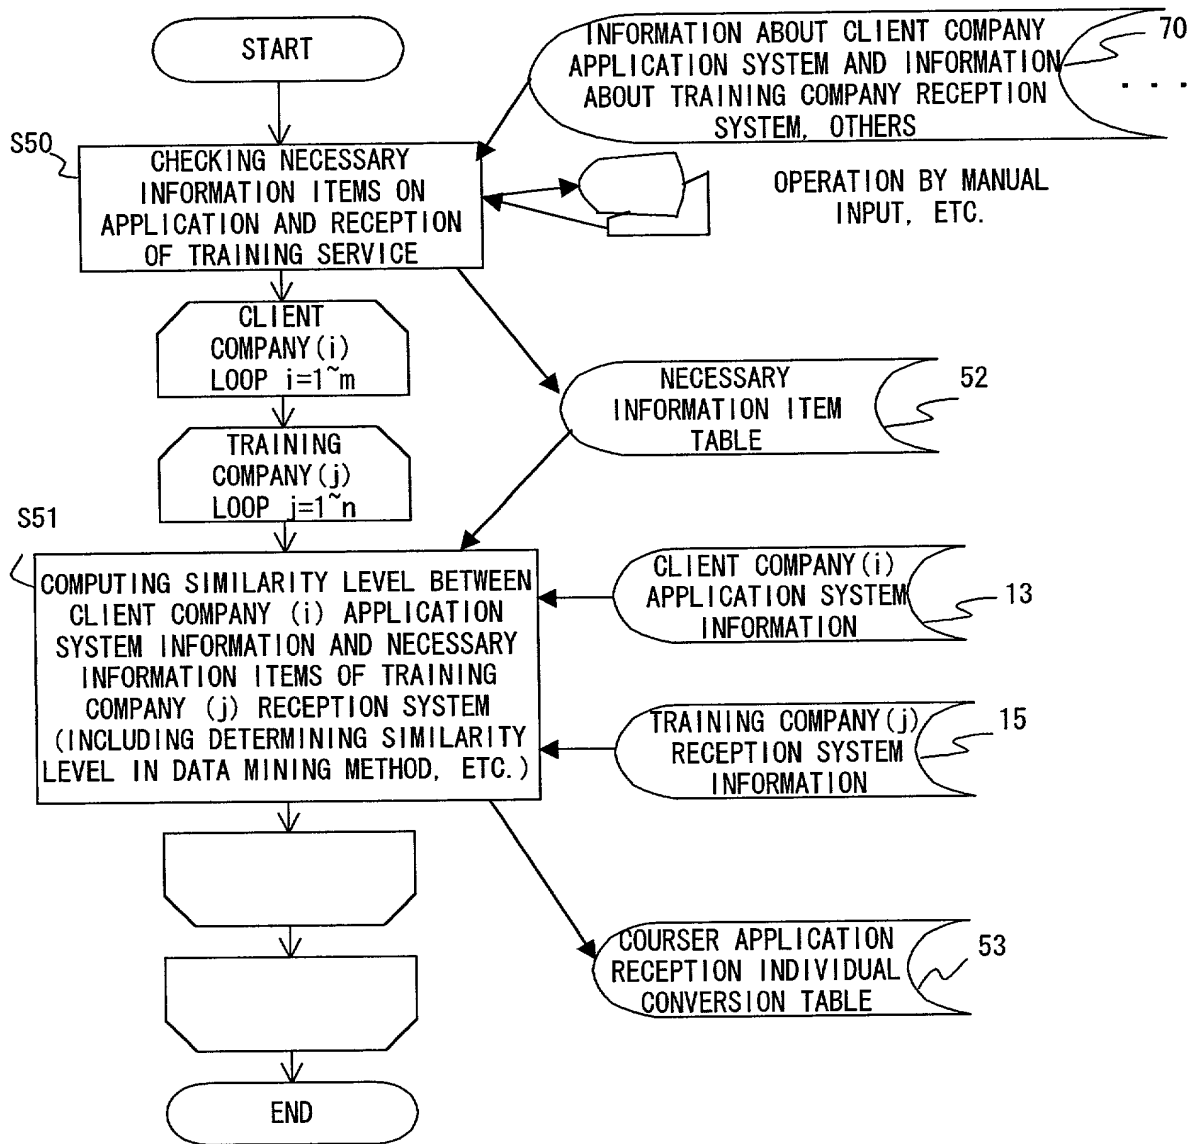 START
INFORMATION ABOUT CLIENT COMPANY
APPLICATION SYSTEM AND INFORMATION
ABOUT TRAINING COMPANY RECEPTION
SYSTEM, OTHERS
70
. . .
S50
CHECKING NECESSARY
INFORMATION ITEMS ON
APPLICATION AND RECEPTION
OF TRAINING SERVICE
OPERATION BY MANUAL
INPUT, ETC.
CLIENT
COMPANY(i)
LOOP i=1~m
NECESSARY
INFORMATION ITEM
TABLE
52
TRAINING
COMPANY(j)
LOOP j=1~n
S51
COMPUTING SIMILARITY LEVEL BETWEEN
CLIENT COMPANY (i) APPLICATION
SYSTEM INFORMATION AND NECESSARY
INFORMATION ITEMS OF TRAINING
COMPANY (j) RECEPTION SYSTEM
(INCLUDING DETERMINING SIMILARITY
LEVEL IN DATA MINING METHOD, ETC.)
CLIENT COMPANY(i)
APPLICATION SYSTEM
INFORMATION
13
TRAINING COMPANY(j)
RECEPTION SYSTEM
INFORMATION
15
COURSER APPLICATION
RECEPTION INDIVIDUAL
CONVERSION TABLE
53
END